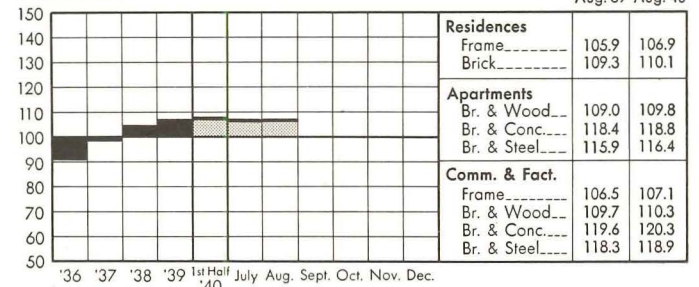 Aug.'39 Aug.'40
150
140
130
120
110
100
90
80
70
60
50
'36 '37 '38 '39 1st Half '40 July Aug. Sept. Oct. Nov. Dec.
Residences
Frame 105.9 106.9
Brick 109.3 110.1
Apartments
Br. & Wood 109.0 109.8
Br. & Conc. 118.4 118.8
Br. & Steel 115.9 116.4
Comm. & Fact.
Frame 106.5 107.1
Br. & Wood 109.7 110.3
Br. & Conc. 119.6 120.3
Br. & Steel 118.3 118.9